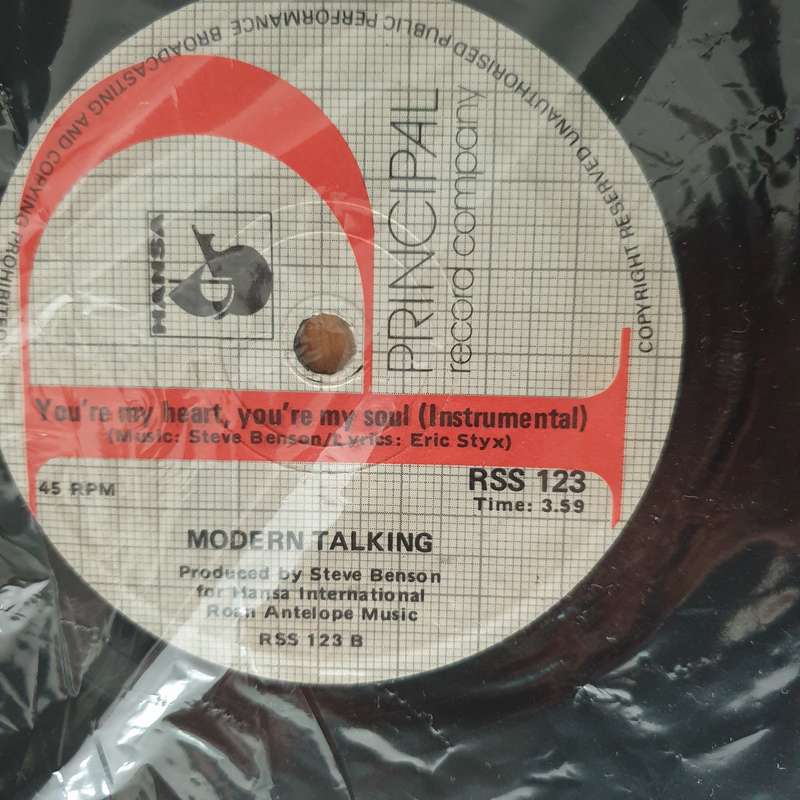 COPYRIGHT RESERVED UNAUTHORISED PUBLIC PERFORMANCE BROADCASTING AND COPYING PROHIBITED
HANSA
PRINCIPAL
record company
You're my heart, you're my soul (Instrumental)
(Music: Steve Benson/Lyrics: Eric Styx)
45 RPM
RSS 123
Time: 3.59
MODERN TALKING
Produced by Steve Benson
for Hansa International
Roan Antelope Music
RSS 123 B